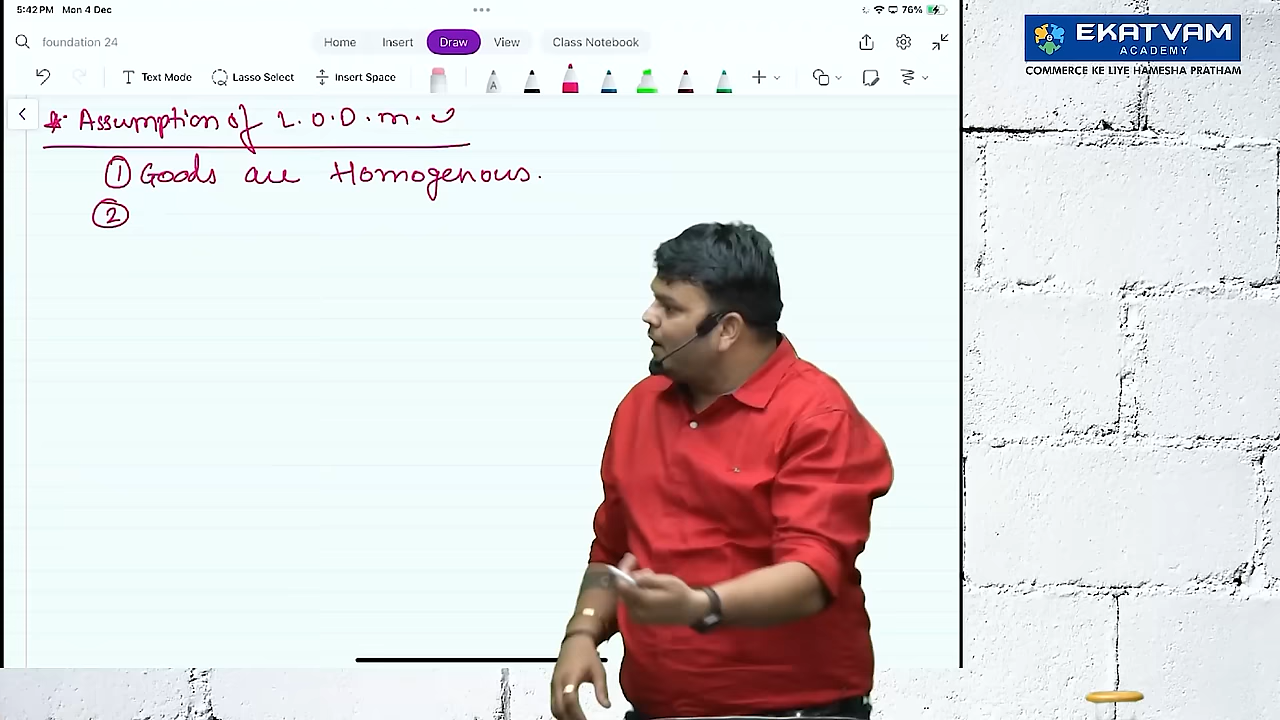 5:42 PM Mon 4 Dec
76%
foundation 24
Home Insert Draw View Class Notebook
Text Mode Lasso Select Insert Space
A
* Assumption of L.O.D.M.U
① Goods are Homogenous.
②
EKATVAM
ACADEMY
COMMERCE KE LIYE HAMESHA PRATHAM